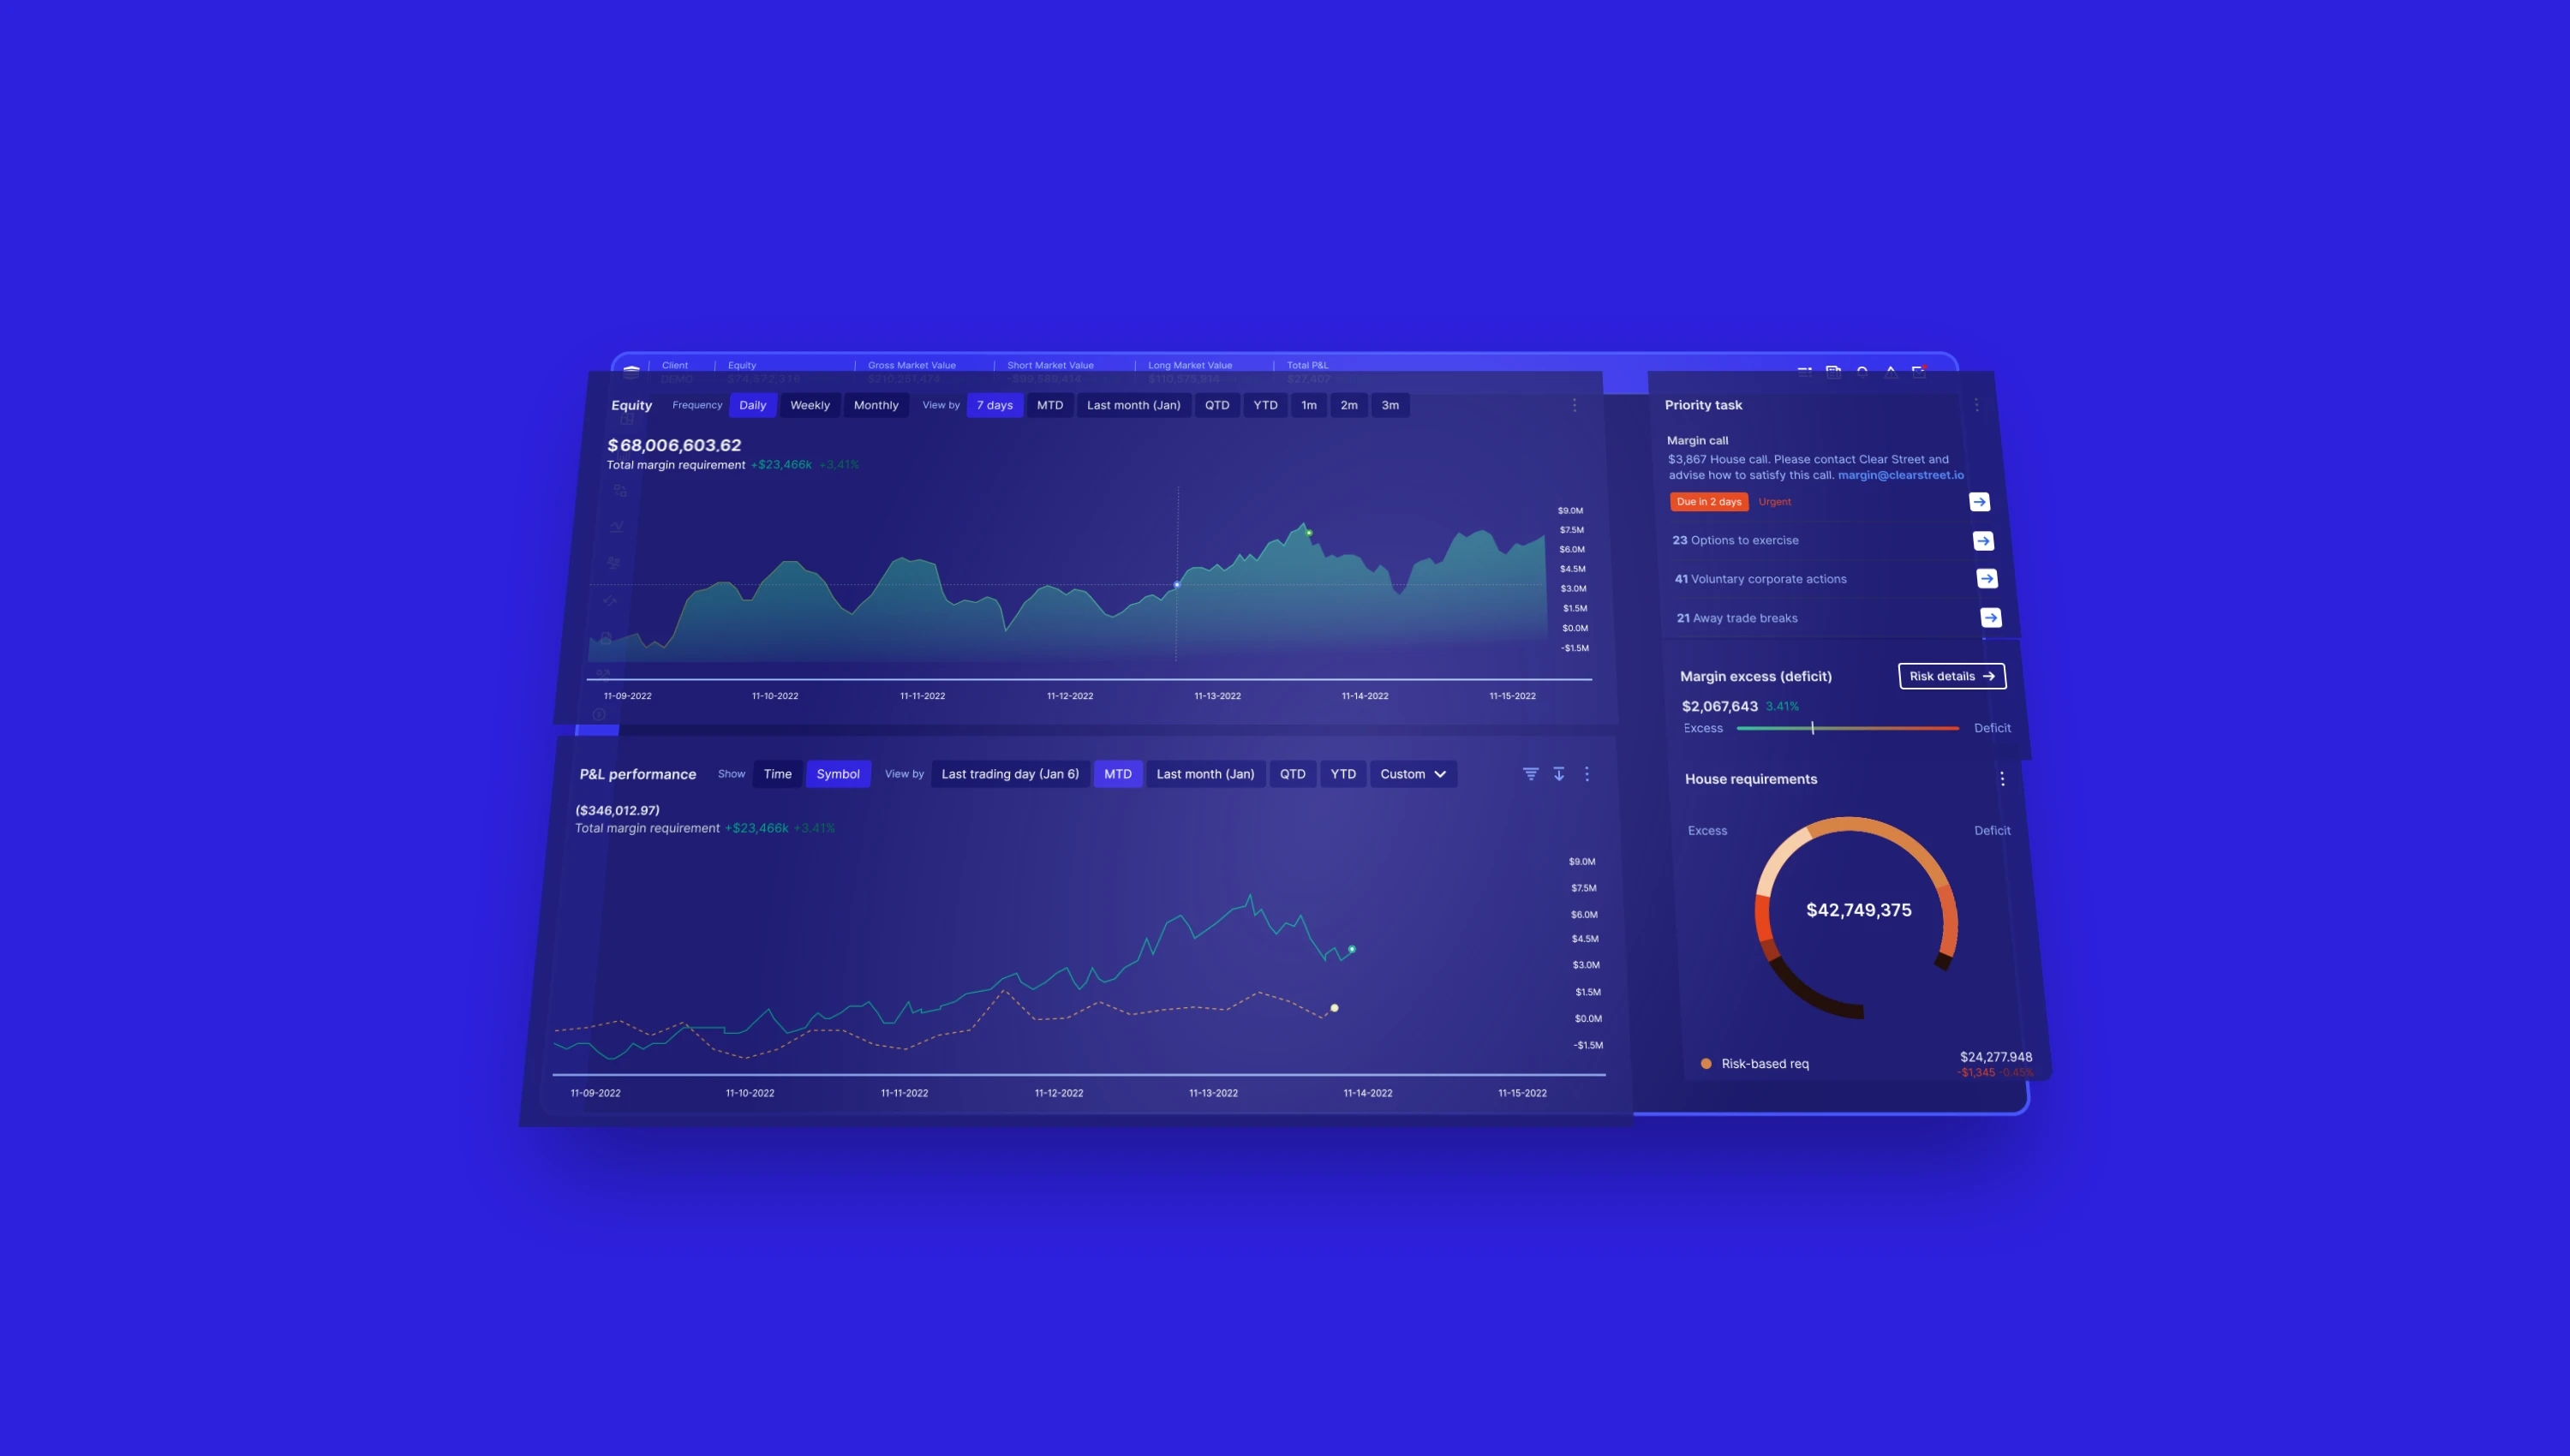 Client Equity Gross Market Value Short Market Value Long Market Value Total P&L
DEMO $74,572,316 $210,251,474 -$99,589,414 $110,575,914 $27,407
Equity Frequency Daily Weekly Monthly View by 7 days MTD Last month (Jan) QTD YTD 1m 2m 3m
$68,006,603.62
Total margin requirement +$23,466k +3.41%
$9.0M
$7.5M
$6.0M
$4.5M
$3.0M
$1.5M
$0.0M
-$1.5M
11-09-2022 11-10-2022 11-11-2022 11-12-2022 11-13-2022 11-14-2022 11-15-2022
P&L performance Show Time Symbol View by Last trading day (Jan 6) MTD Last month (Jan) QTD YTD Custom
($346,012.97)
Total margin requirement +$23,466k +3.41%
$9.0M
$7.5M
$6.0M
$4.5M
$3.0M
$1.5M
$0.0M
-$1.5M
11-09-2022 11-10-2022 11-11-2022 11-12-2022 11-13-2022 11-14-2022 11-15-2022
Priority task
Margin call
$3,867 House call. Please contact Clear Street and
advise how to satisfy this call. margin@clearstreet.io
Due in 2 days Urgent
23 Options to exercise
41 Voluntary corporate actions
21 Away trade breaks
Margin excess (deficit) Risk details
$2,067,643 3.41%
Excess Deficit
House requirements
Excess Deficit
$42,749,375
Risk-based req $24,277.948
-$1,345 -0.45%